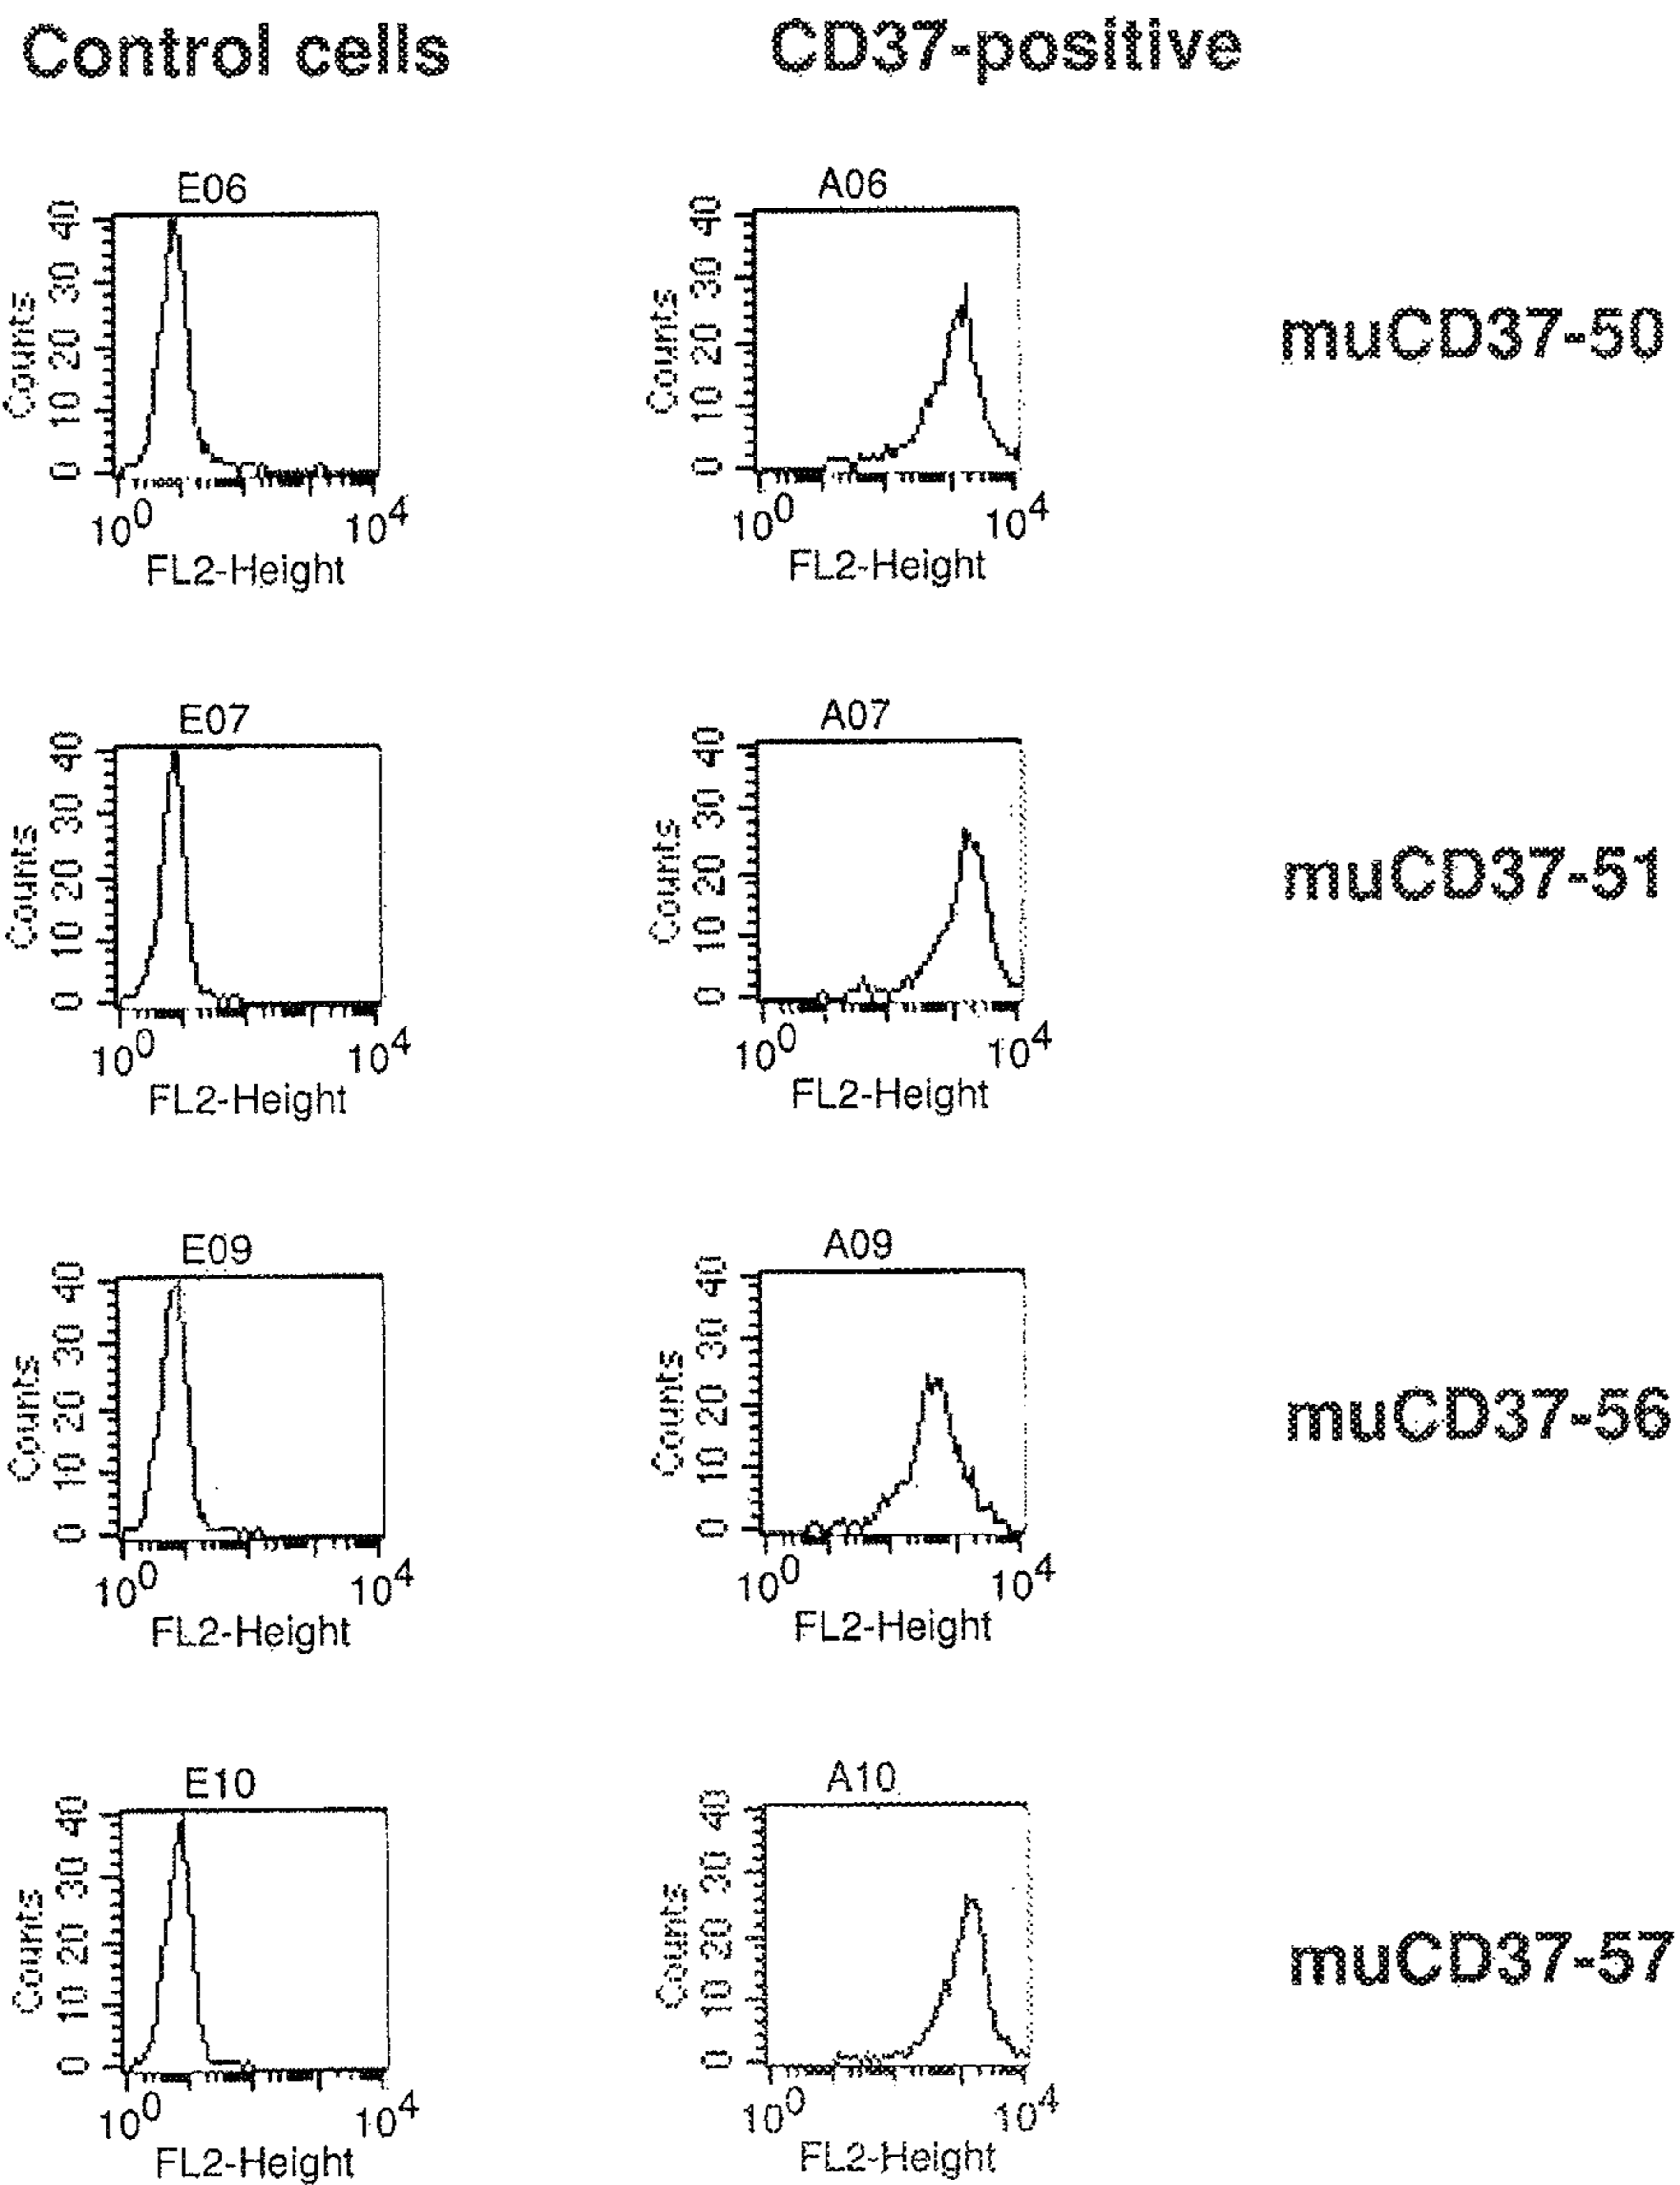 Control cells CD37-positive
E06 A06
Counts 0 10 20 30 40 Counts 0 10 20 30 40 muCD37-50
10^0 10^4 10^0 10^4
FL2-Height FL2-Height
E07 A07
Counts 0 10 20 30 40 Counts 0 10 20 30 40 muCD37-51
10^0 10^4 10^0 10^4
FL2-Height FL2-Height
E09 A09
Counts 0 10 20 30 40 Counts 0 10 20 30 40 muCD37-56
10^0 10^4 10^0 10^4
FL2-Height FL2-Height
E10 A10
Counts 0 10 20 30 40 Counts 0 10 20 30 40 muCD37-57
10^0 10^4 10^0 10^4
FL2-Height FL2-Height